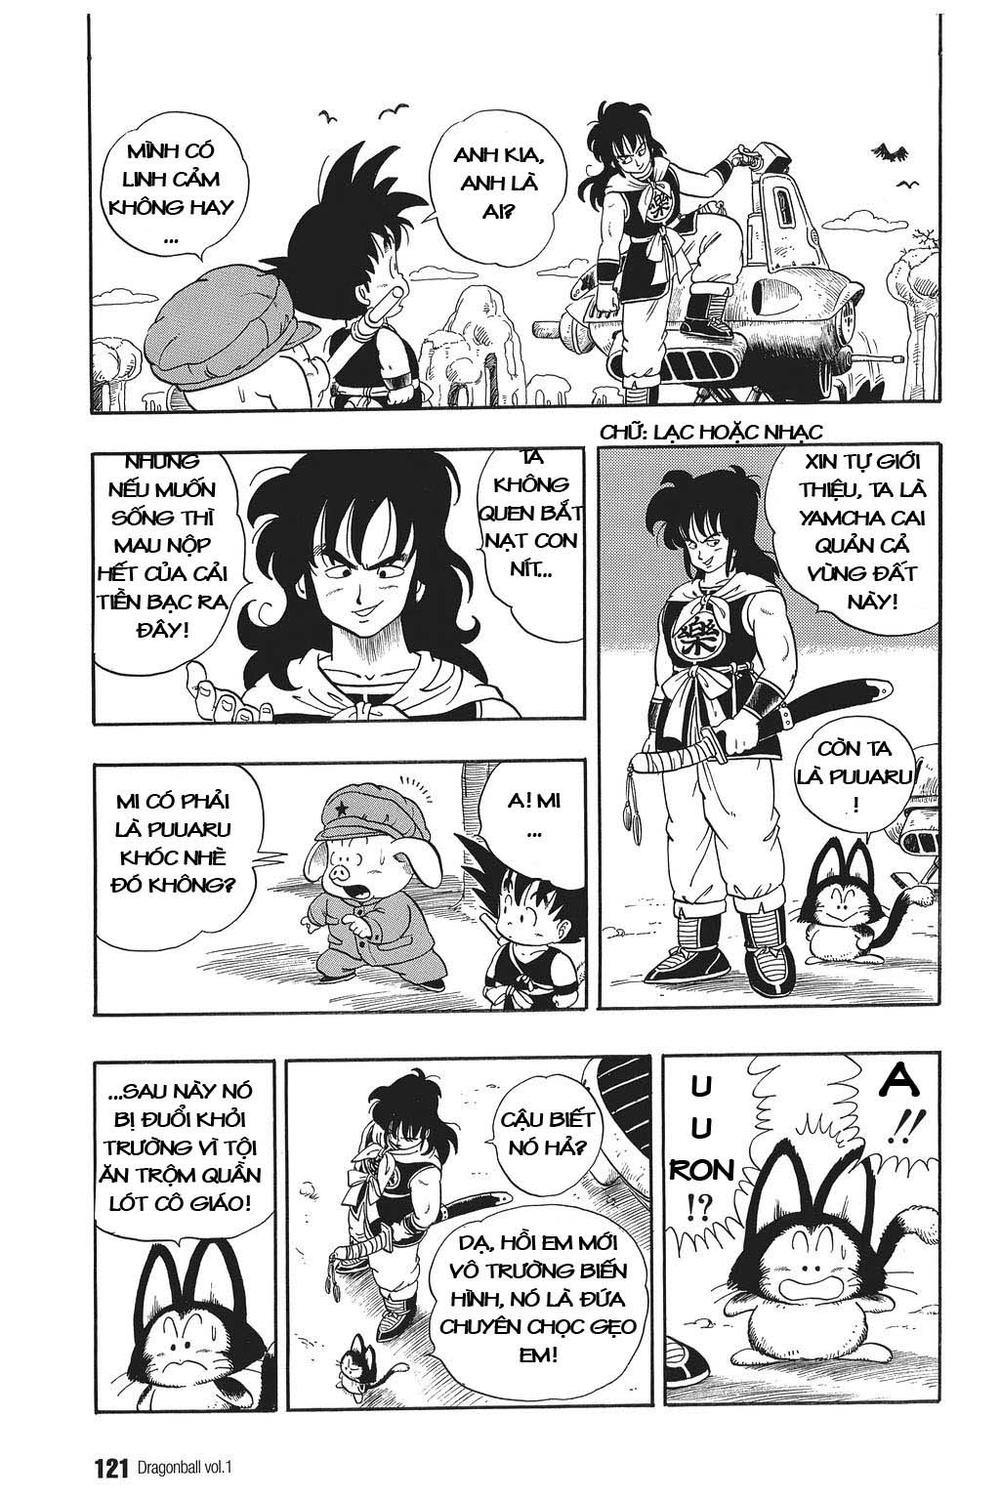 ANH KIA,
ANH LÀ
AI?
MÌNH CÓ
LINH CẢM
KHÔNG HAY
...
樂
CHỮ: LẠC HOẶC NHẠC
XIN TỰ GIỚI
THIỆU, TA LÀ
YAMCHA CAI
QUẢN CẢ
VÙNG ĐẤT
NÀY!
樂
CÒN TA
LÀ PUUARU
!
TA
KHÔNG
QUEN BẮT
NẠT CON
NÍT...
NHƯNG
NẾU MUỐN
SỐNG THÌ
MAU NỘP
HẾT CỦA CẢI
TIỀN BẠC RA
ĐÂY!
A! MI
...
MI CÓ PHẢI
LÀ PUUARU
KHÓC NHÈ
ĐÓ KHÔNG?
A
!!
U
U
RON
!?
CẬU BIẾT
NÓ HẢ?
DẠ, HỒI EM MỚI
VÔ TRƯỜNG BIẾN
HÌNH, NÓ LÀ ĐỨA
CHUYÊN CHỌC GẸO
EM!
...SAU NÀY NÓ
BỊ ĐUỔI KHỎI
TRƯỜNG VÌ TỘI
ĂN TRỘM QUẦN
LÓT CÔ GIÁO!
121 Dragonball vol.1